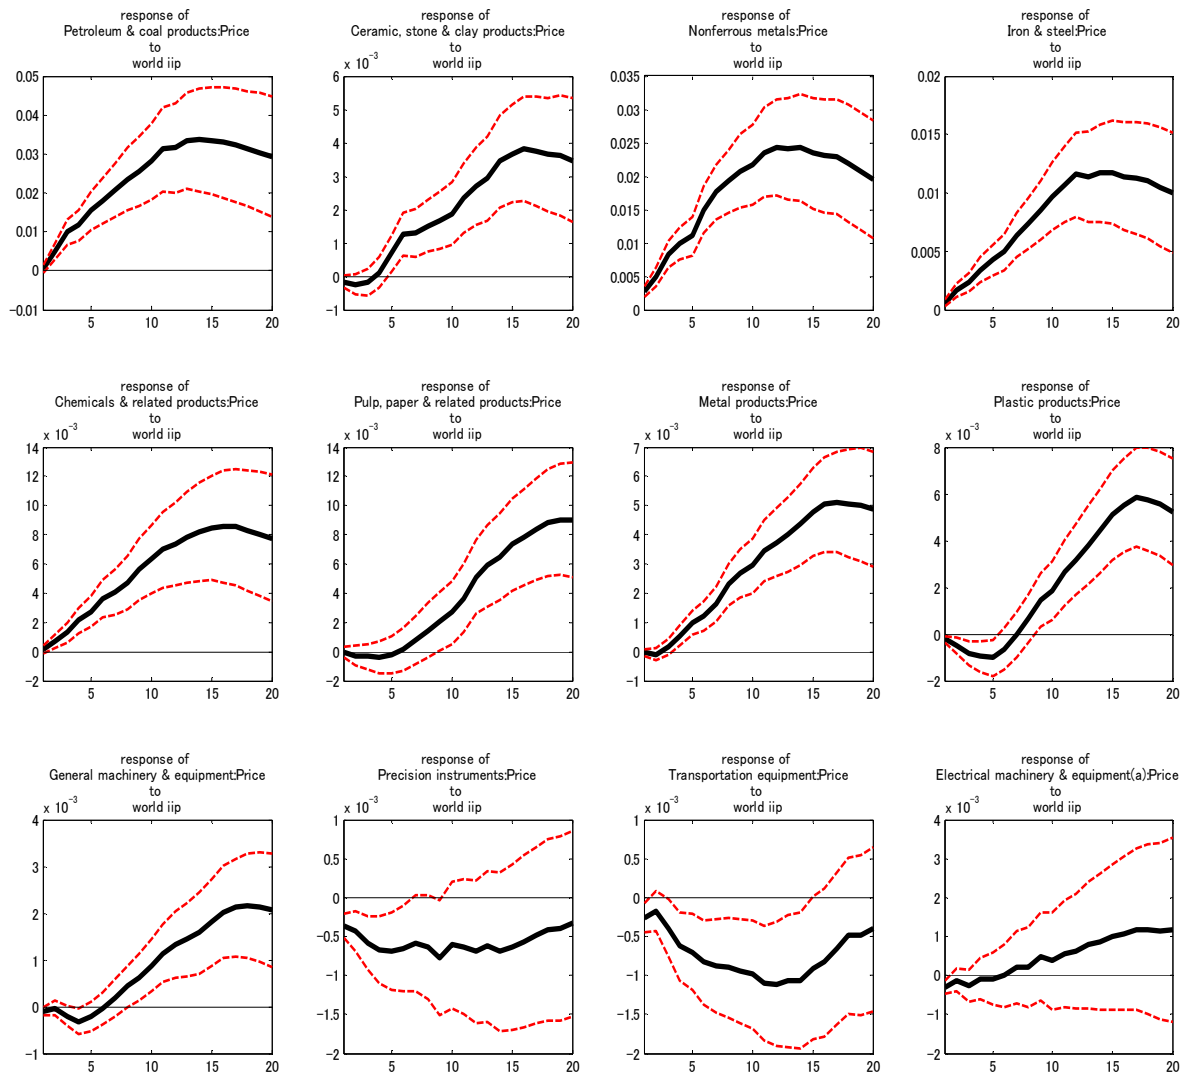 response of
Petroleum & coal products:Price
to
world iip
0.05
0.04
0.03
0.02
0.01
0
-0.01
5 10 15 20
response of
Ceramic, stone & clay products:Price
to
world iip
x 10⁻³
6
5
4
3
2
1
0
-1
5 10 15 20
response of
Nonferrous metals:Price
to
world iip
0.035
0.03
0.025
0.02
0.015
0.01
0.005
0
5 10 15 20
response of
Iron & steel:Price
to
world iip
0.02
0.015
0.01
0.005
0
5 10 15 20
response of
Chemicals & related products:Price
to
world iip
x 10⁻³
14
12
10
8
6
4
2
0
-2
5 10 15 20
response of
Pulp, paper & related products:Price
to
world iip
x 10⁻³
14
12
10
8
6
4
2
0
-2
5 10 15 20
response of
Metal products:Price
to
world iip
x 10⁻³
7
6
5
4
3
2
1
0
-1
5 10 15 20
response of
Plastic products:Price
to
world iip
x 10⁻³
8
6
4
2
0
-2
5 10 15 20
response of
General machinery & equipment:Price
to
world iip
x 10⁻³
4
3
2
1
0
-1
5 10 15 20
response of
Precision instruments:Price
to
world iip
x 10⁻³
1
0.5
0
-0.5
-1
-1.5
-2
5 10 15 20
response of
Transportation equipment:Price
to
world iip
x 10⁻³
1
0.5
0
-0.5
-1
-1.5
-2
5 10 15 20
response of
Electrical machinery & equipment(a):Price
to
world iip
x 10⁻³
4
3
2
1
0
-1
-2
5 10 15 20